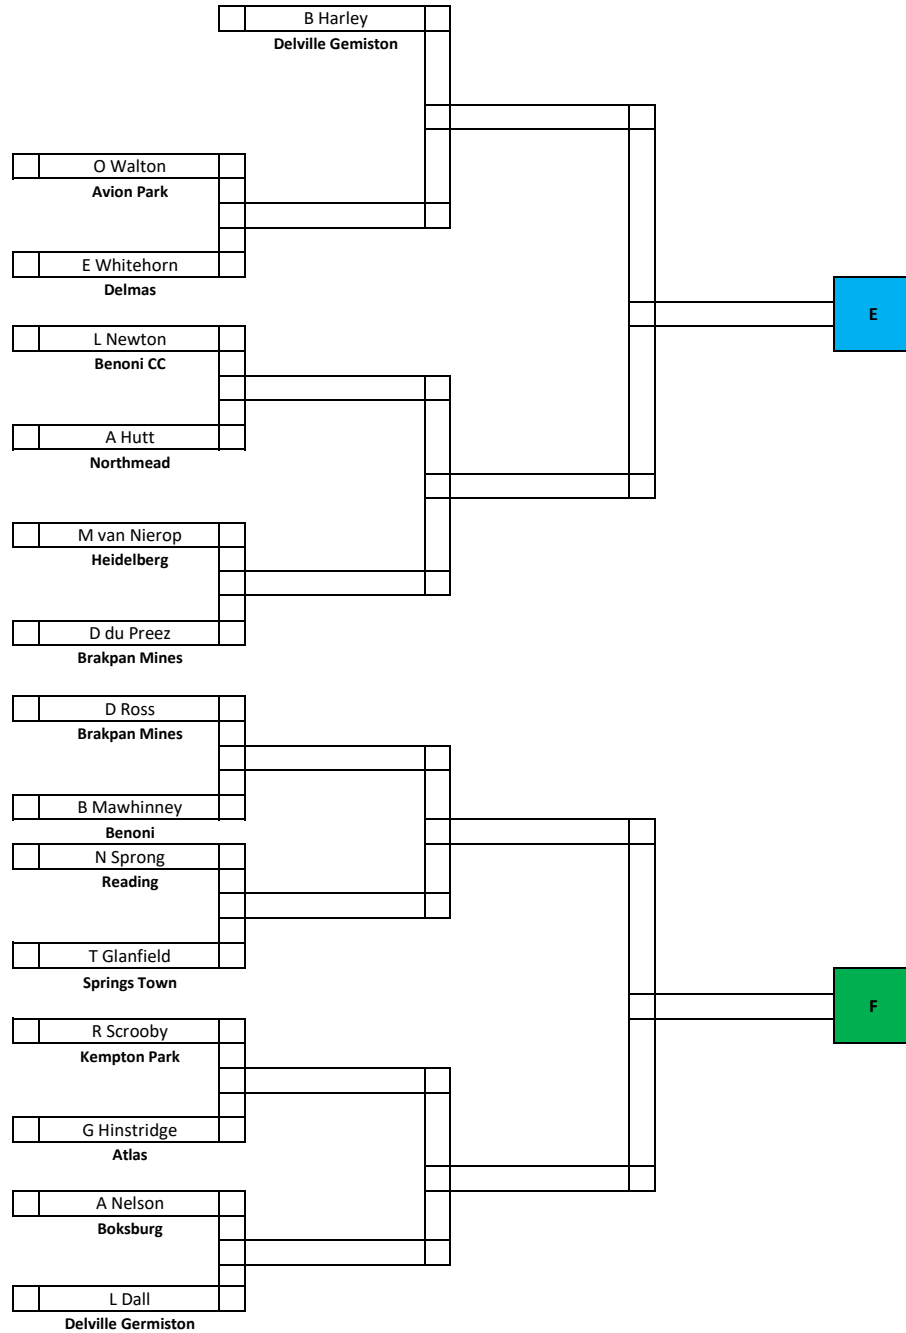 B Harley
Delville Gemiston
O Walton
Avion Park
E Whitehorn
Delmas
E
L Newton
Benoni CC
A Hutt
Northmead
M van Nierop
Heidelberg
D du Preez
Brakpan Mines
D Ross
Brakpan Mines
B Mawhinney
Benoni
N Sprong
Reading
T Glanfield
Springs Town
F
R Scrooby
Kempton Park
G Hinstridge
Atlas
A Nelson
Boksburg
L Dall
Delville Germiston